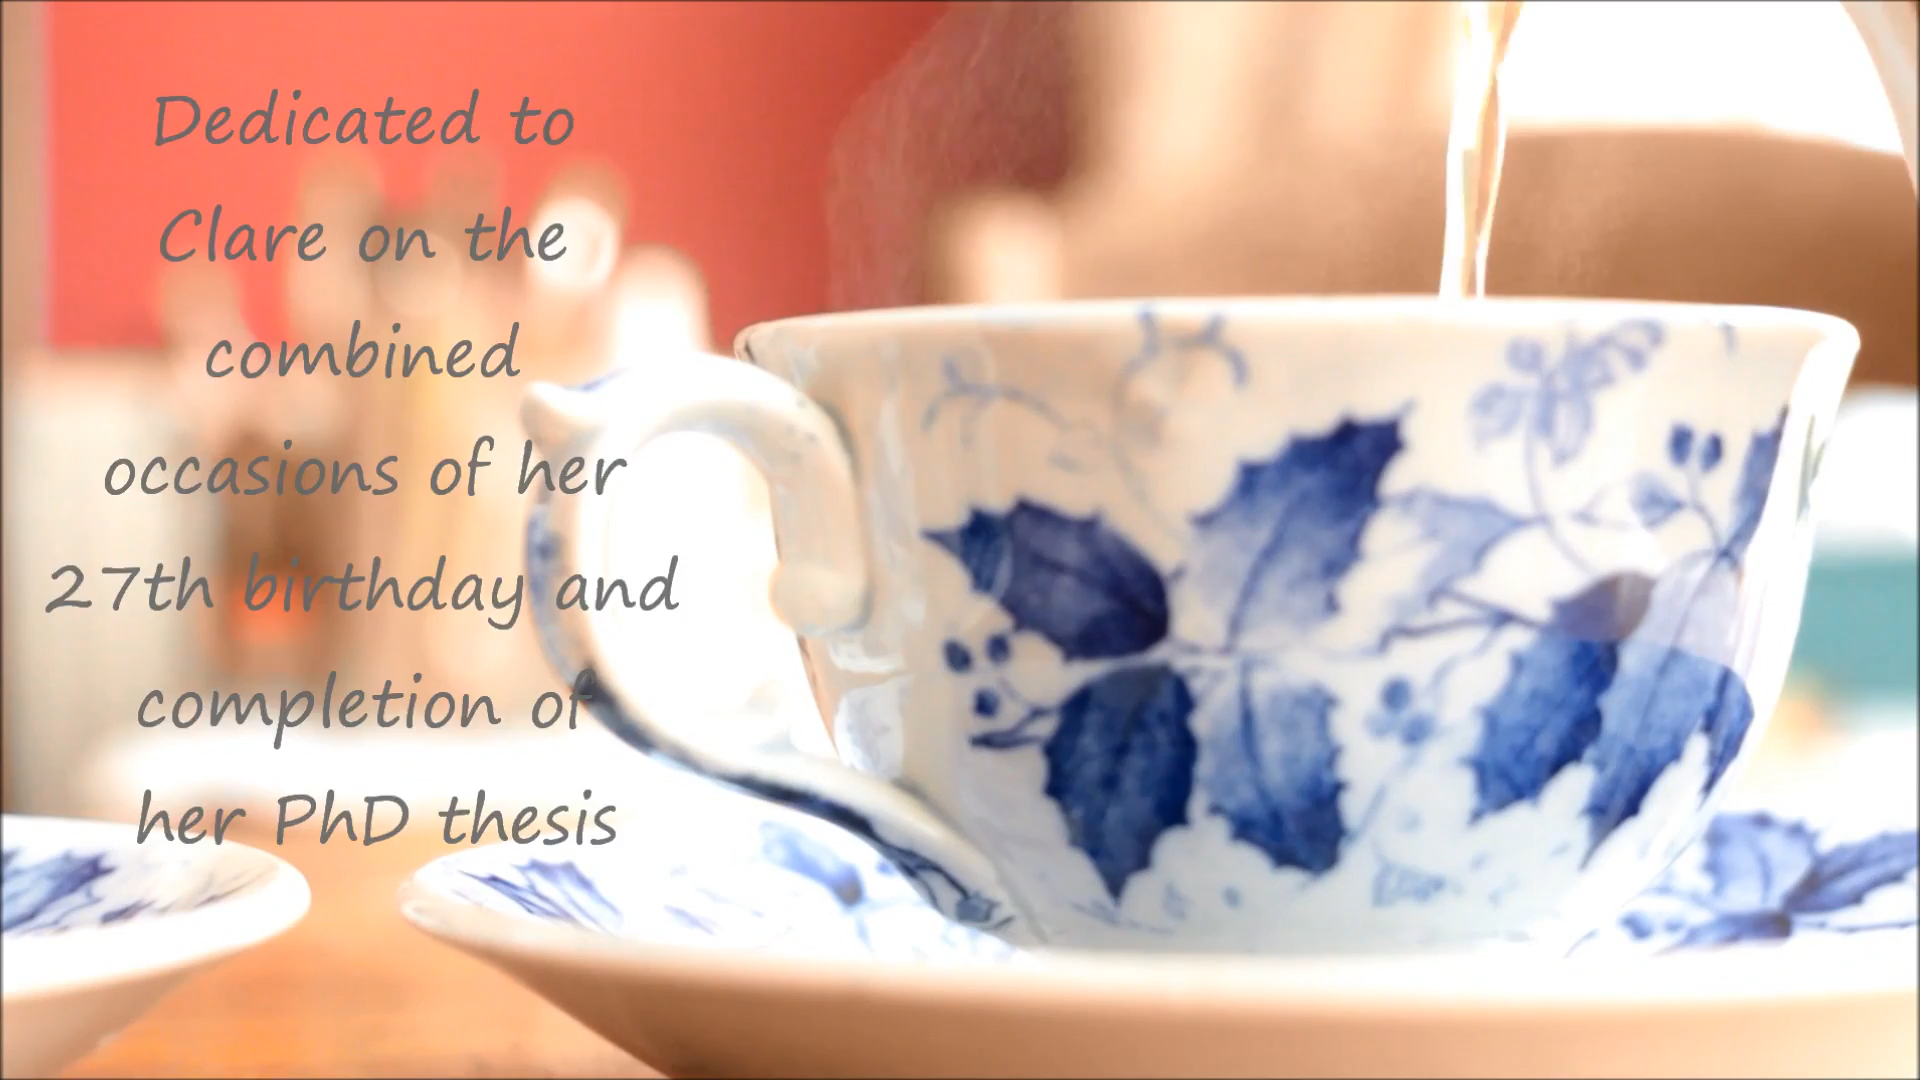 Dedicated to
Clare on the
combined
occasions of her
27th birthday and
completion of
her PhD thesis